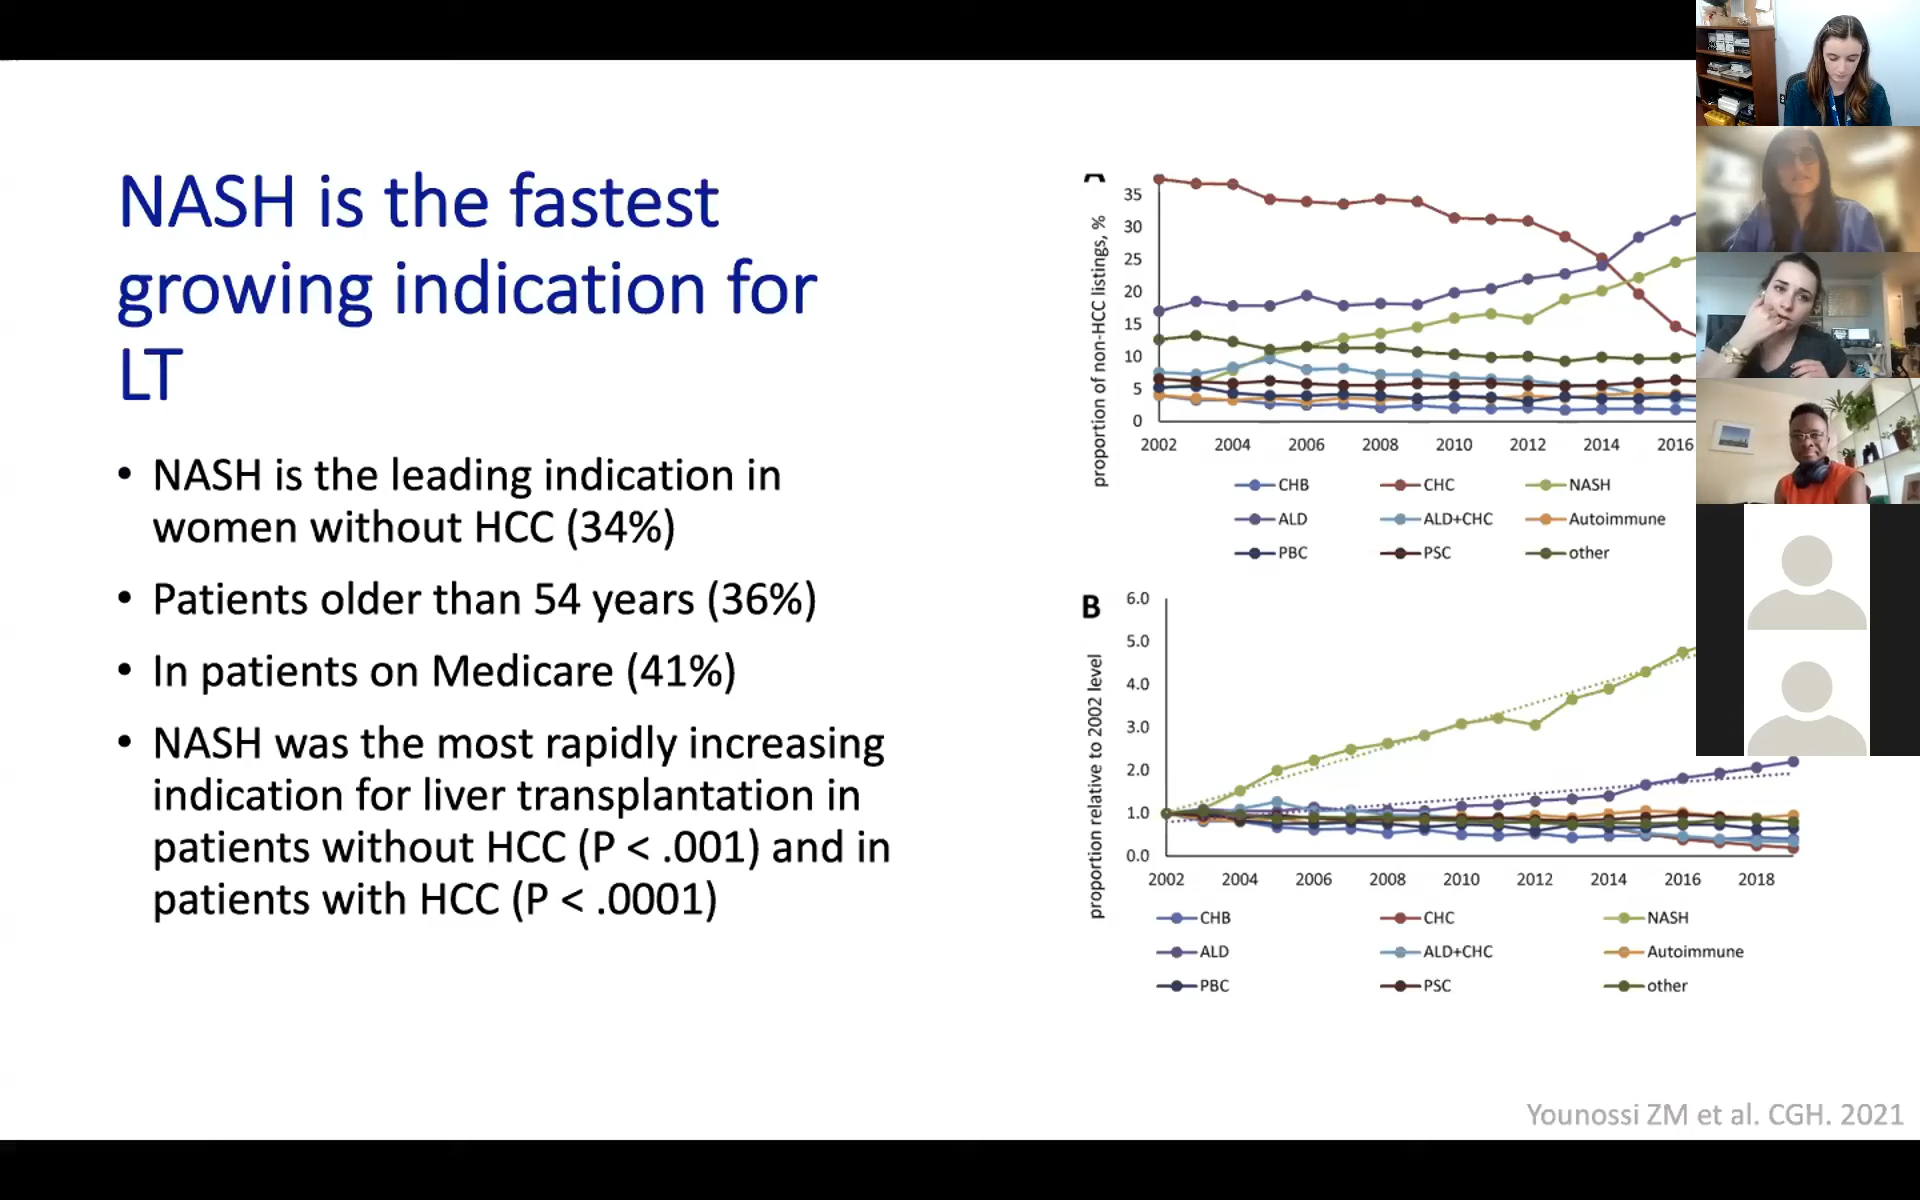 NASH is the fastest
growing indication for
LT
• NASH is the leading indication in
women without HCC (34%)
• Patients older than 54 years (36%)
• In patients on Medicare (41%)
• NASH was the most rapidly increasing
indication for liver transplantation in
patients without HCC (P < .001) and in
patients with HCC (P < .0001)
proportion of non-HCC listings, %
35
30
25
20
15
10
5
0
2002 2004 2006 2008 2010 2012 2014 2016
CHB CHC NASH
ALD ALD+CHC Autoimmune
PBC PSC other
B
proportion relative to 2002 level
6.0
5.0
4.0
3.0
2.0
1.0
0.0
2002 2004 2006 2008 2010 2012 2014 2016 2018
CHB CHC NASH
ALD ALD+CHC Autoimmune
PBC PSC other
Younossi ZM et al. CGH. 2021